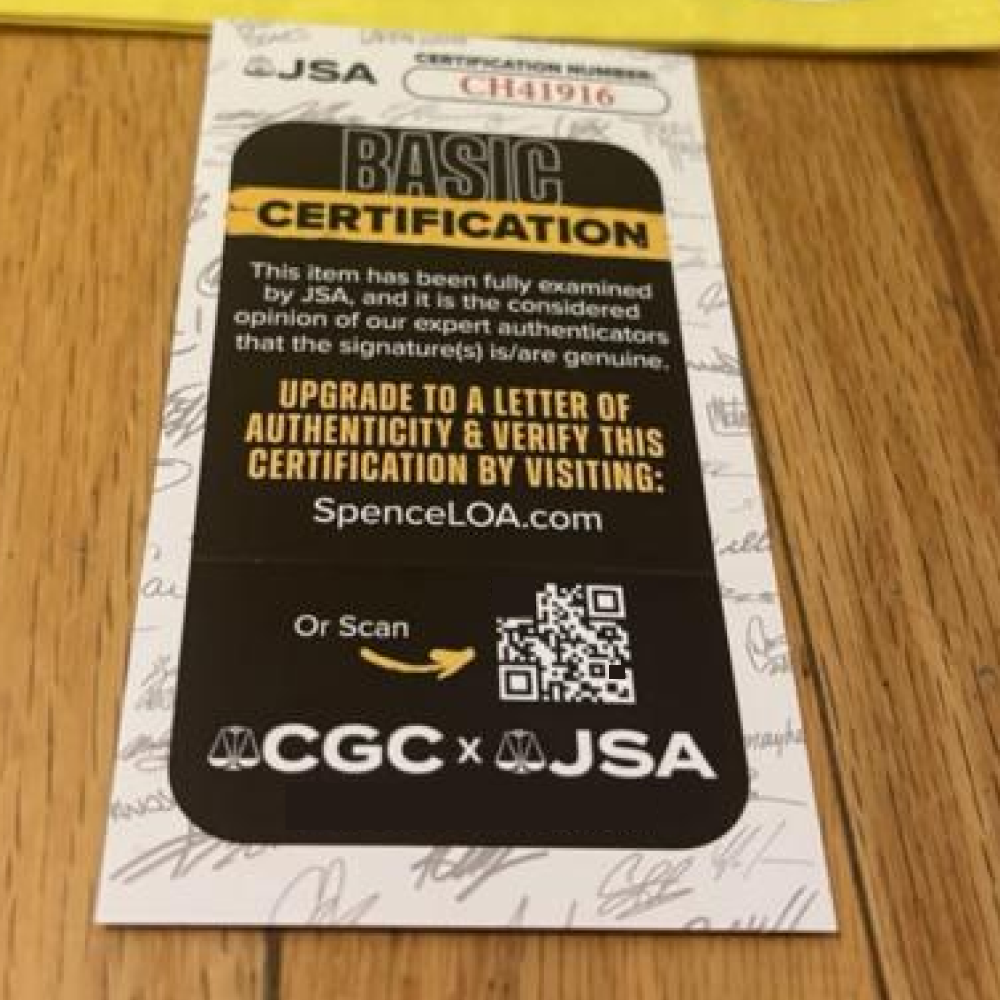 JSA
CERTIFICATION NUMBER:
CH41916
BASIC
CERTIFICATION
This item has been fully examined
by JSA, and it is the considered
opinion of our expert authenticators
that the signature(s) is/are genuine.
UPGRADE TO A LETTER OF
AUTHENTICITY & VERIFY THIS
CERTIFICATION BY VISITING:
SpenceLOA.com
Or Scan
CGC x JSA